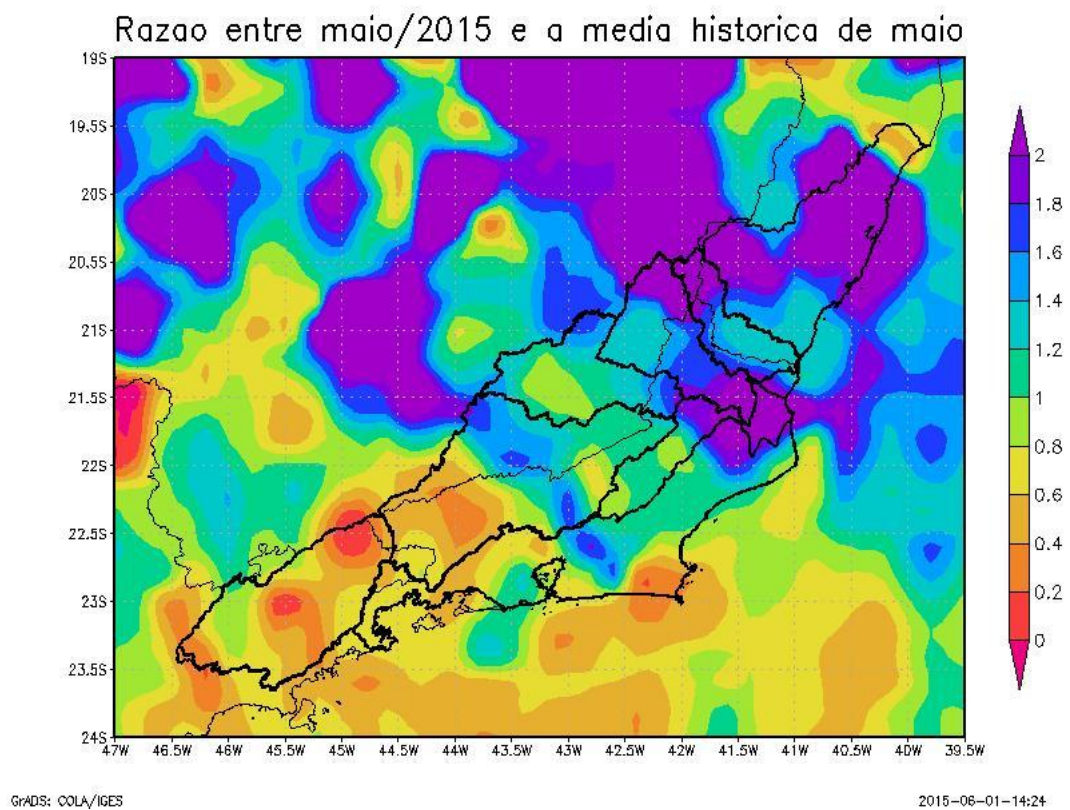 Razao entre maio/2015 e a media historica de maio
19S
19.5S
20S
20.5S
21S
21.5S
22S
22.5S
23S
23.5S
24S
47W 46.5W 46W 45.5W 45W 44.5W 44W 43.5W 43W 42.5W 42W 41.5W 41W 40.5W 40W 39.5W
2
1.8
1.6
1.4
1.2
1
0.8
0.6
0.4
0.2
0
GrADS: COLA/IGES 2015-06-01-14:24